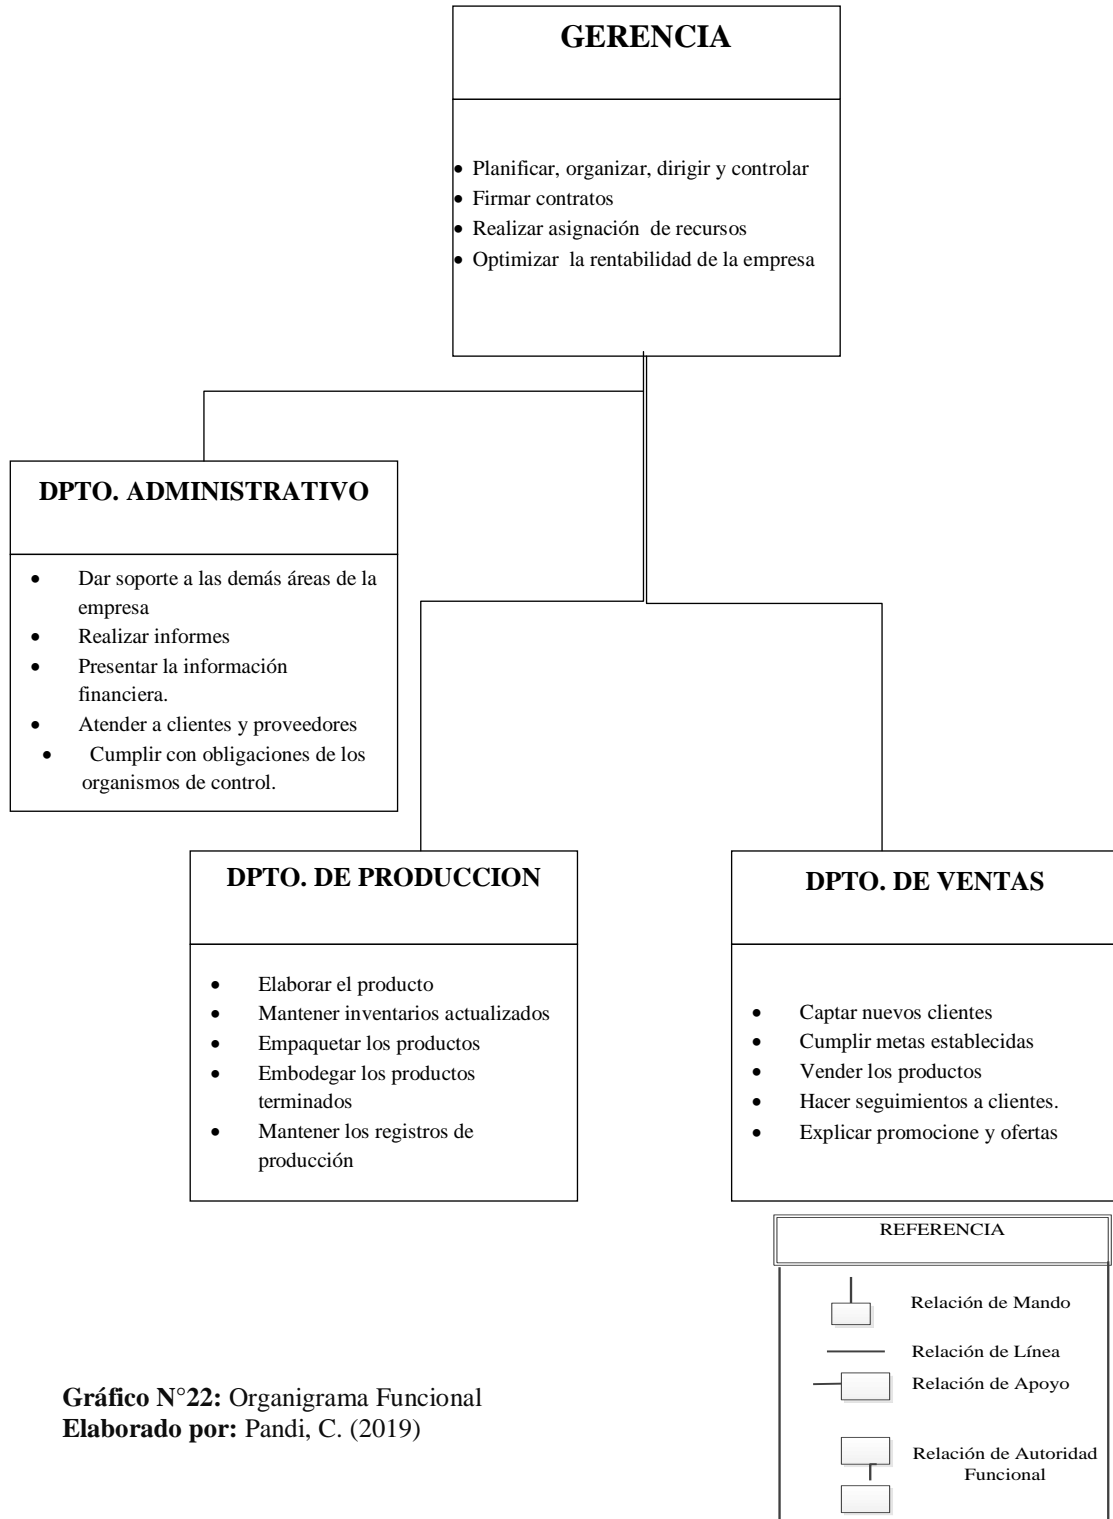 GERENCIA
• Planificar, organizar, dirigir y controlar
• Firmar contratos
• Realizar asignación de recursos
• Optimizar la rentabilidad de la empresa
DPTO. ADMINISTRATIVO
• Dar soporte a las demás áreas de la
empresa
• Realizar informes
• Presentar la información
financiera.
• Atender a clientes y proveedores
• Cumplir con obligaciones de los
organismos de control.
DPTO. DE PRODUCCION
• Elaborar el producto
• Mantener inventarios actualizados
• Empaquetar los productos
• Embodegar los productos
terminados
• Mantener los registros de
producción
DPTO. DE VENTAS
• Captar nuevos clientes
• Cumplir metas establecidas
• Vender los productos
• Hacer seguimientos a clientes.
• Explicar promocione y ofertas
REFERENCIA
Relación de Mando
Relación de Línea
Relación de Apoyo
Relación de Autoridad
Funcional
Gráfico N°22: Organigrama Funcional
Elaborado por: Pandi, C. (2019)